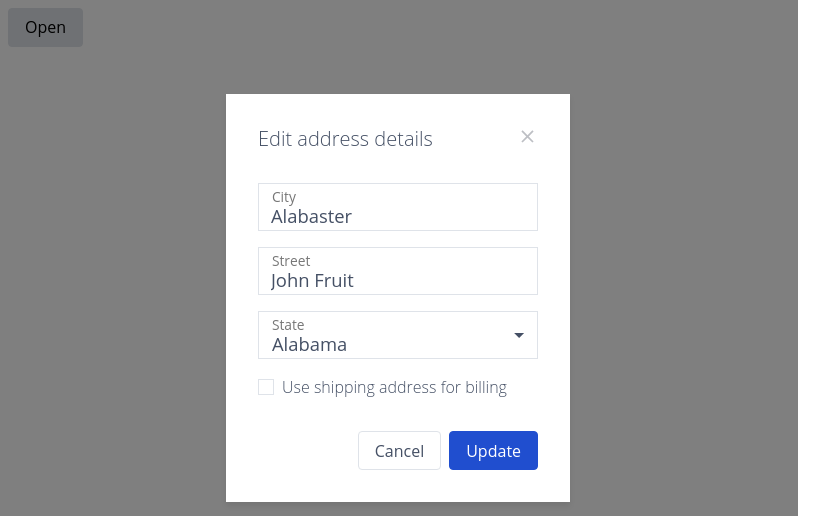 Open
Edit address details
City
Alabaster
Street
John Fruit
State
Alabama
Use shipping address for billing
Cancel
Update